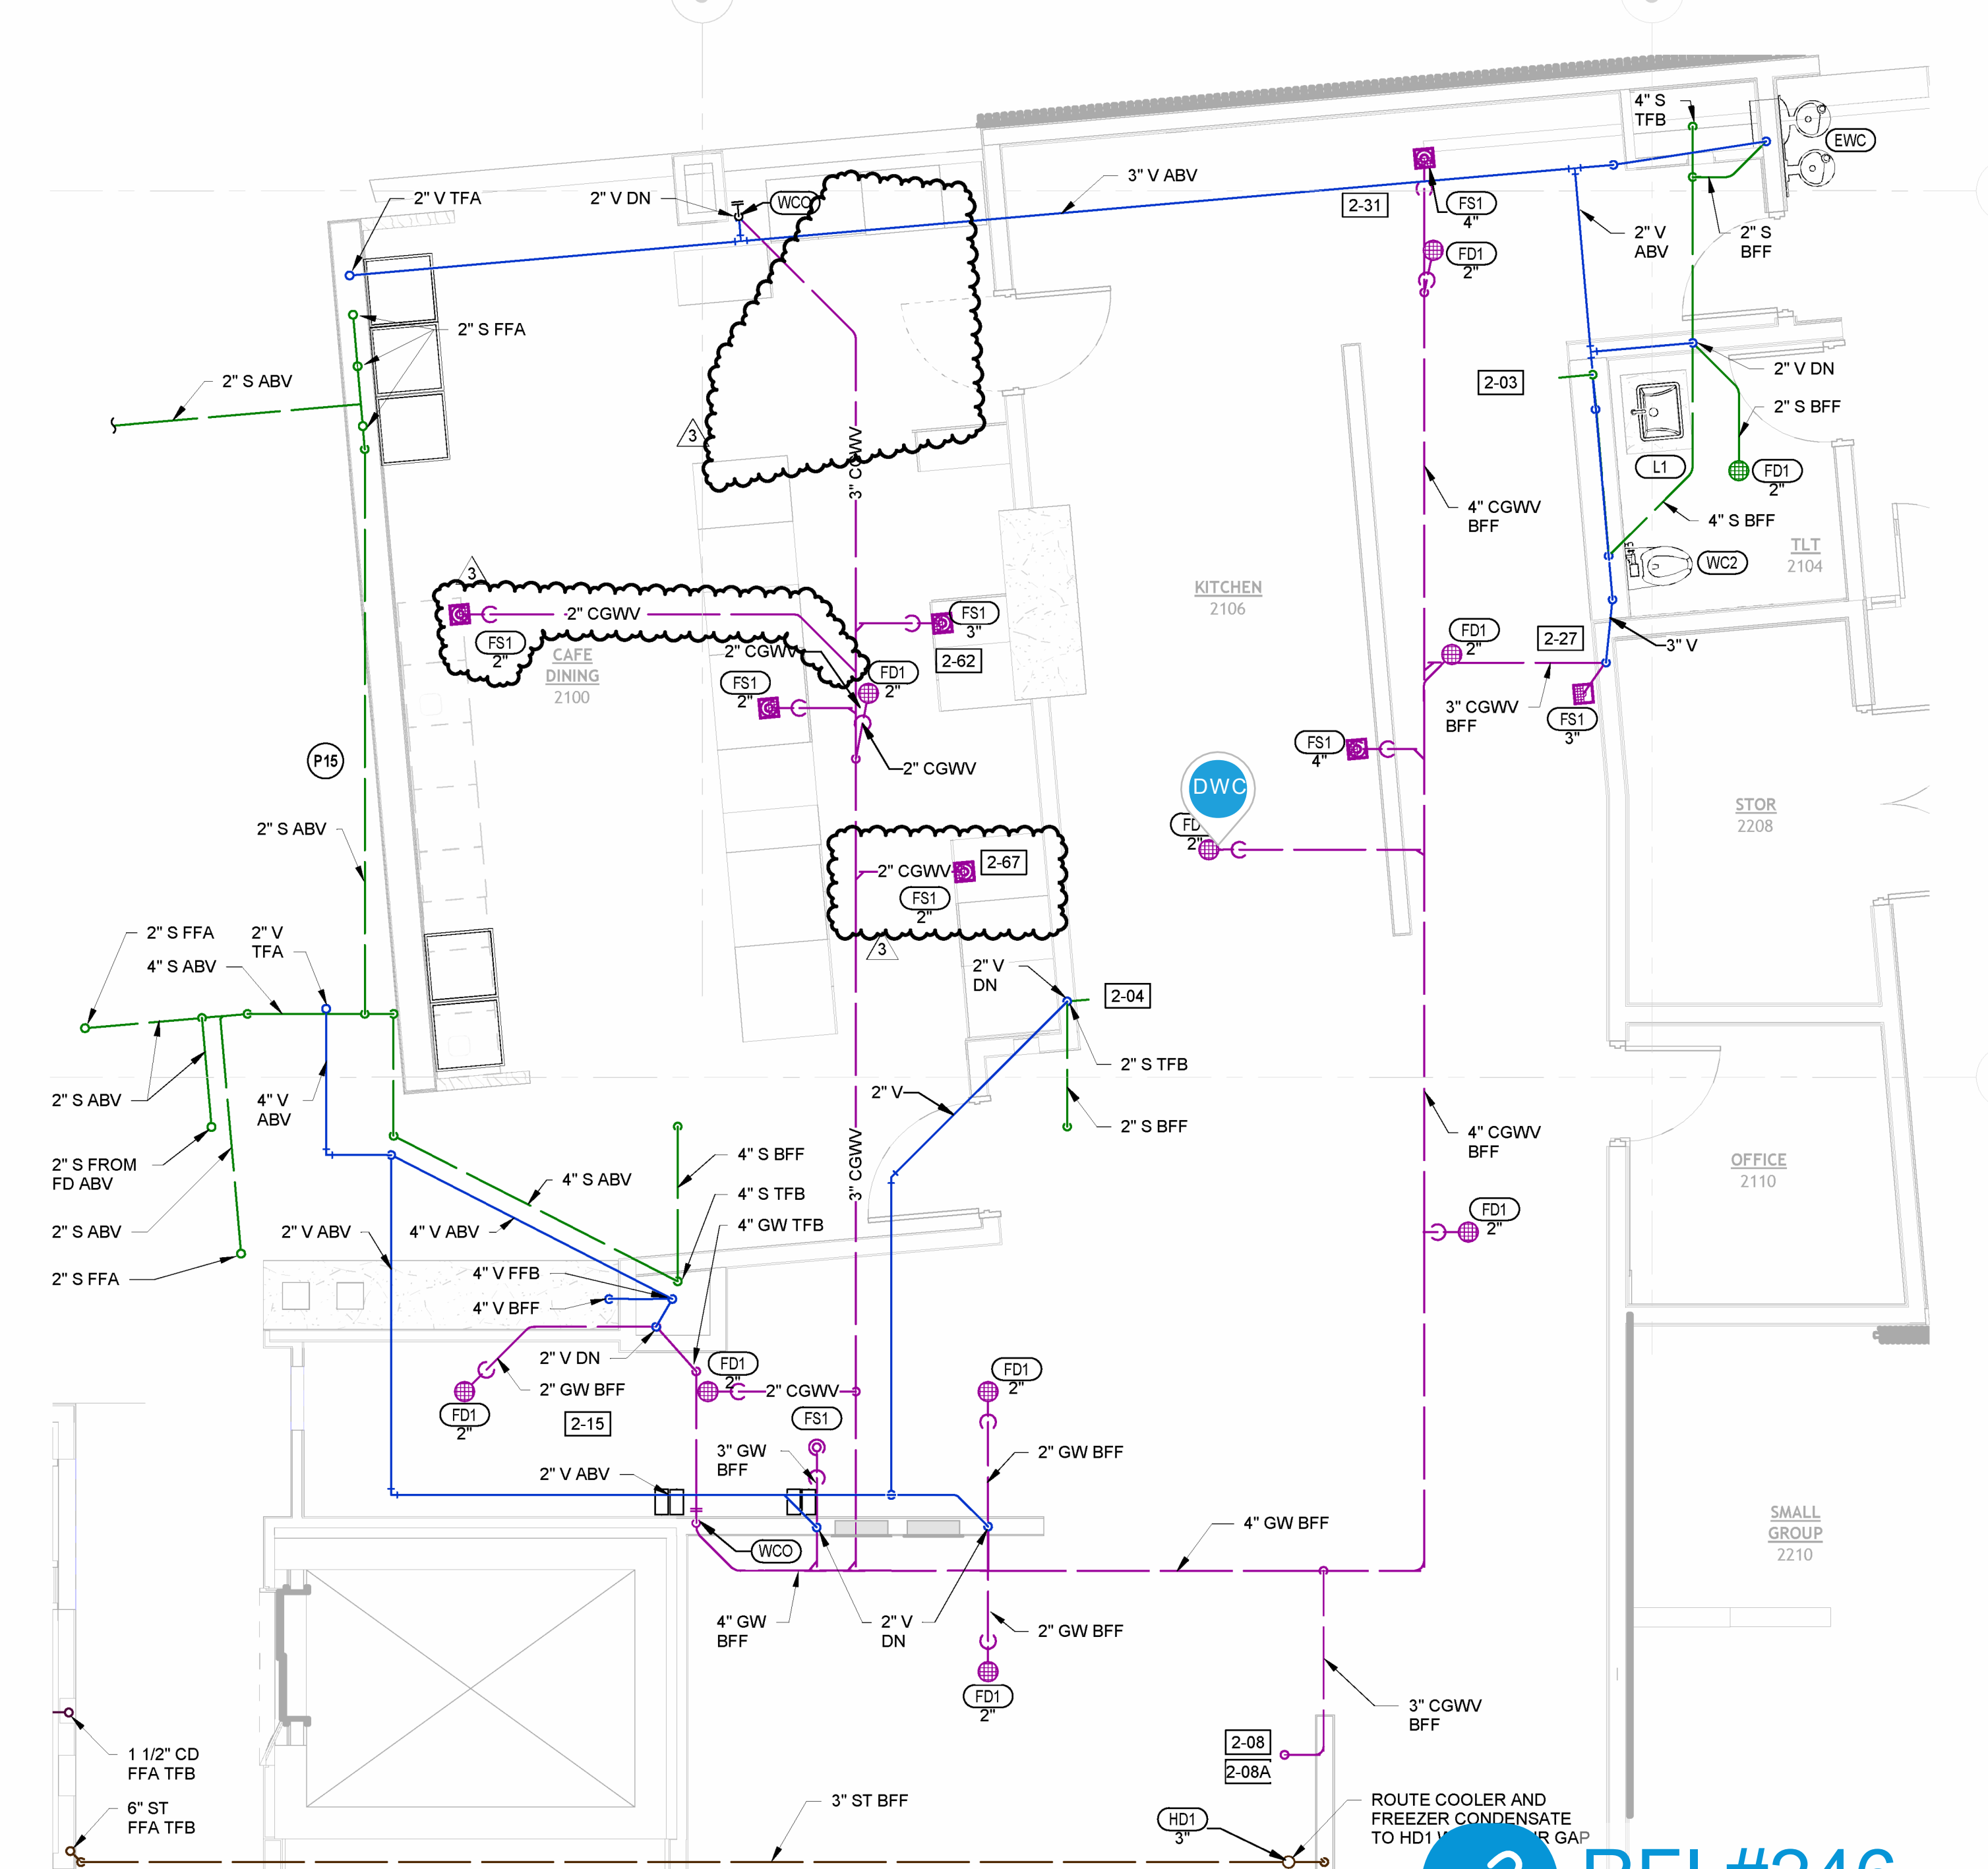 4" S
TFB
EWC
2" V TFA
2" V DN
WCO
3" V ABV
2-31
FS1
4"
FD1
2"
2" V
ABV
2" S
BFF
2" S FFA
2" S ABV
3
3" CGWV
2-03
2" V DN
2" S BFF
L1
FD1
2"
4" CGWV
BFF
4" S BFF
TLT
2104
WC2
KITCHEN
2106
3
2" CGWV
FS1
2"
CAFE
DINING
2100
FS1
3"
2-62
2" CGWV
FD1
2"
FS1
2"
2" CGWV
FD1
2"
2-27
3" V
3" CGWV
BFF
FS1
3"
FS1
4"
P15
DWC
FD
2"
STOR
2208
2" S ABV
2" CGWV
2-67
FS1
2"
3
2" S FFA
2" V
TFA
4" S ABV
2" V
DN
2-04
2" S TFB
2" S ABV
4" V
ABV
2" V
2" S BFF
4" CGWV
BFF
2" S FROM
FD ABV
4" S BFF
4" S ABV
4" S TFB
3" CGWV
OFFICE
2110
2" S ABV
2" V ABV
4" V ABV
4" GW TFB
FD1
2"
2" S FFA
4" V FFB
4" V BFF
2" V DN
2" GW BFF
FD1
2"
2" CGWV
FD1
2"
FD1
2"
2-15
FS1
3" GW
BFF
2" GW BFF
2" V ABV
WCO
4" GW BFF
SMALL
GROUP
2210
4" GW
BFF
2" V
DN
2" GW BFF
FD1
2"
3" CGWV
BFF
2-08
2-08A
1 1/2" CD
FFA TFB
6" ST
FFA TFB
3" ST BFF
HD1
3"
ROUTE COOLER AND
FREEZER CONDENSATE
TO HD1 GAP
RFI #246